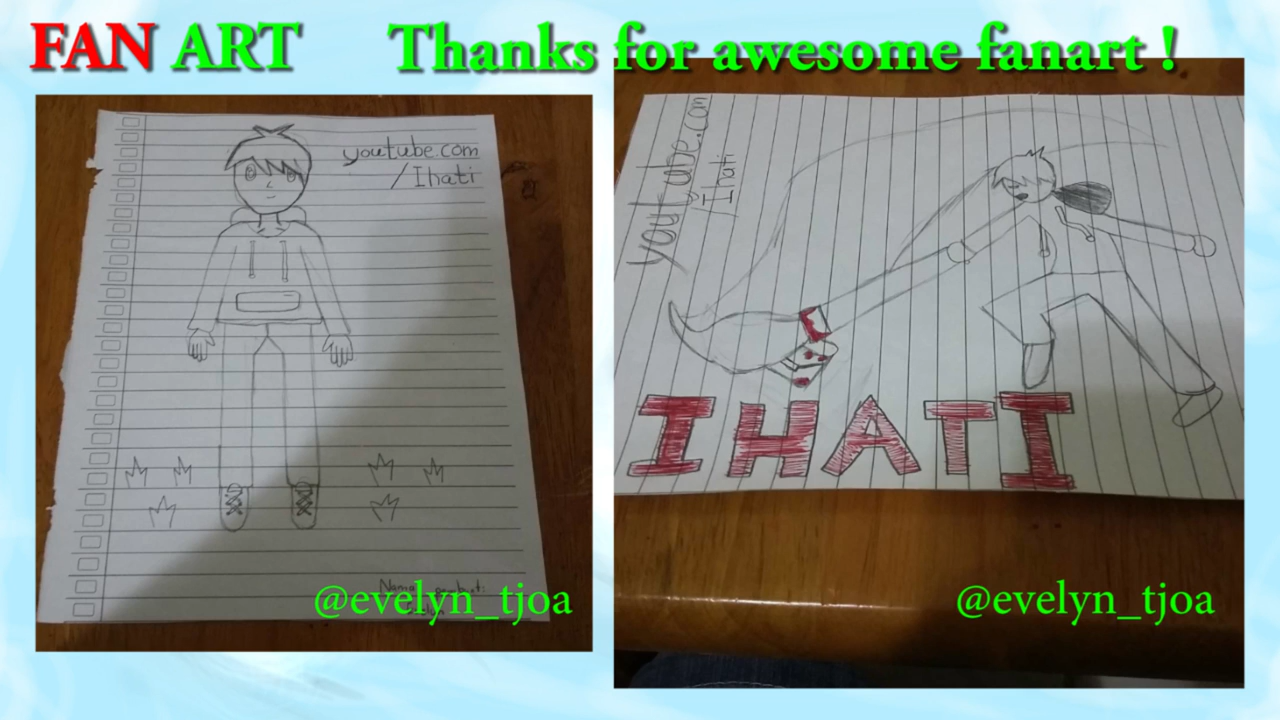 FAN ART
Thanks for awesome fanart !
youtube.com
/Ihati
@evelyn_tjoa
youtube.com
/Ihati
IHATI
@evelyn_tjoa